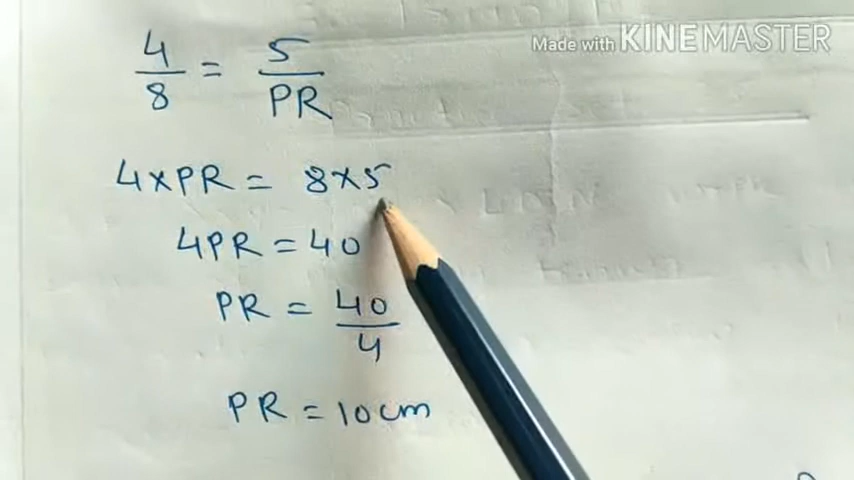 Made with KINEMASTER
4/8 = 5/PR
4×PR = 8×5
4PR = 40
PR = 40/4
PR = 10cm